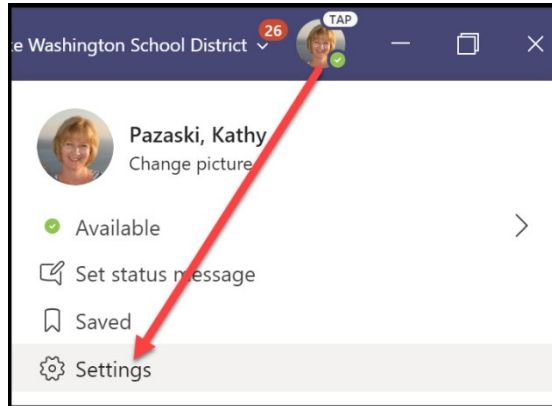 26
TAP
e Washington School District
Pazaski, Kathy
Change picture
Available
Set status message
Saved
Settings